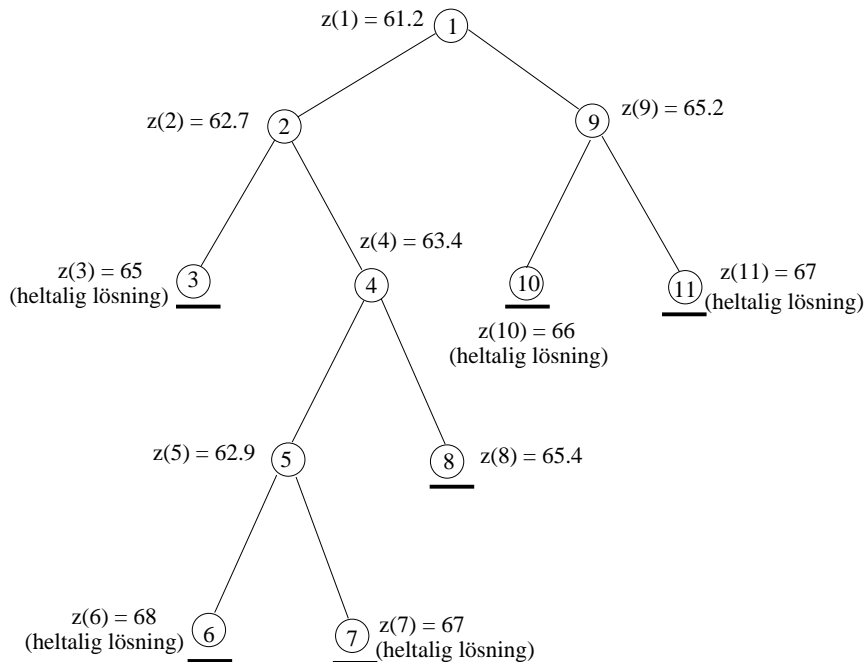 z(1) = 61.2
1
z(2) = 62.7
2
9
z(9) = 65.2
z(4) = 63.4
z(3) = 65
(heltalig lösning)
3
4
10
11
z(11) = 67
(heltalig lösning)
z(10) = 66
(heltalig lösning)
z(5) = 62.9
5
8
z(8) = 65.4
z(6) = 68
(heltalig lösning)
6
7
z(7) = 67
(heltalig lösning)